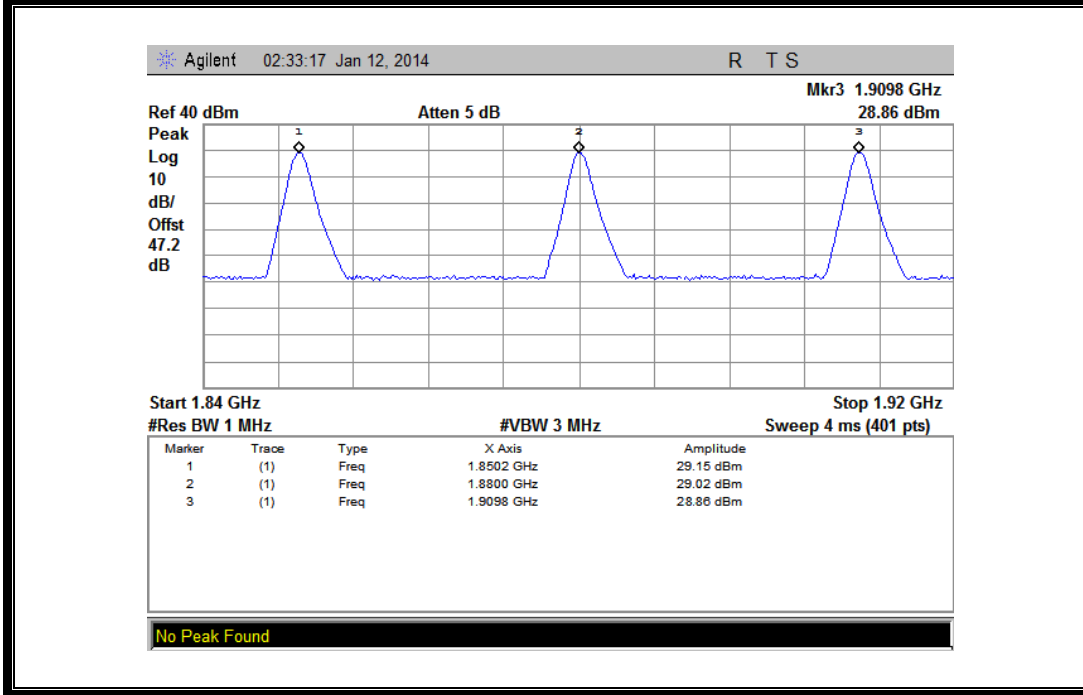 Agilent 02:33:17 Jan 12, 2014 R T S
Mkr3 1.9098 GHz
Ref 40 dBm Atten 5 dB 28.86 dBm
Peak
Log
10
dB/
Offst
47.2
dB
1 2 3
Start 1.84 GHz Stop 1.92 GHz
#Res BW 1 MHz #VBW 3 MHz Sweep 4 ms (401 pts)
Marker Trace Type X Axis Amplitude
1 (1) Freq 1.8502 GHz 29.15 dBm
2 (1) Freq 1.8800 GHz 29.02 dBm
3 (1) Freq 1.9098 GHz 28.86 dBm
No Peak Found